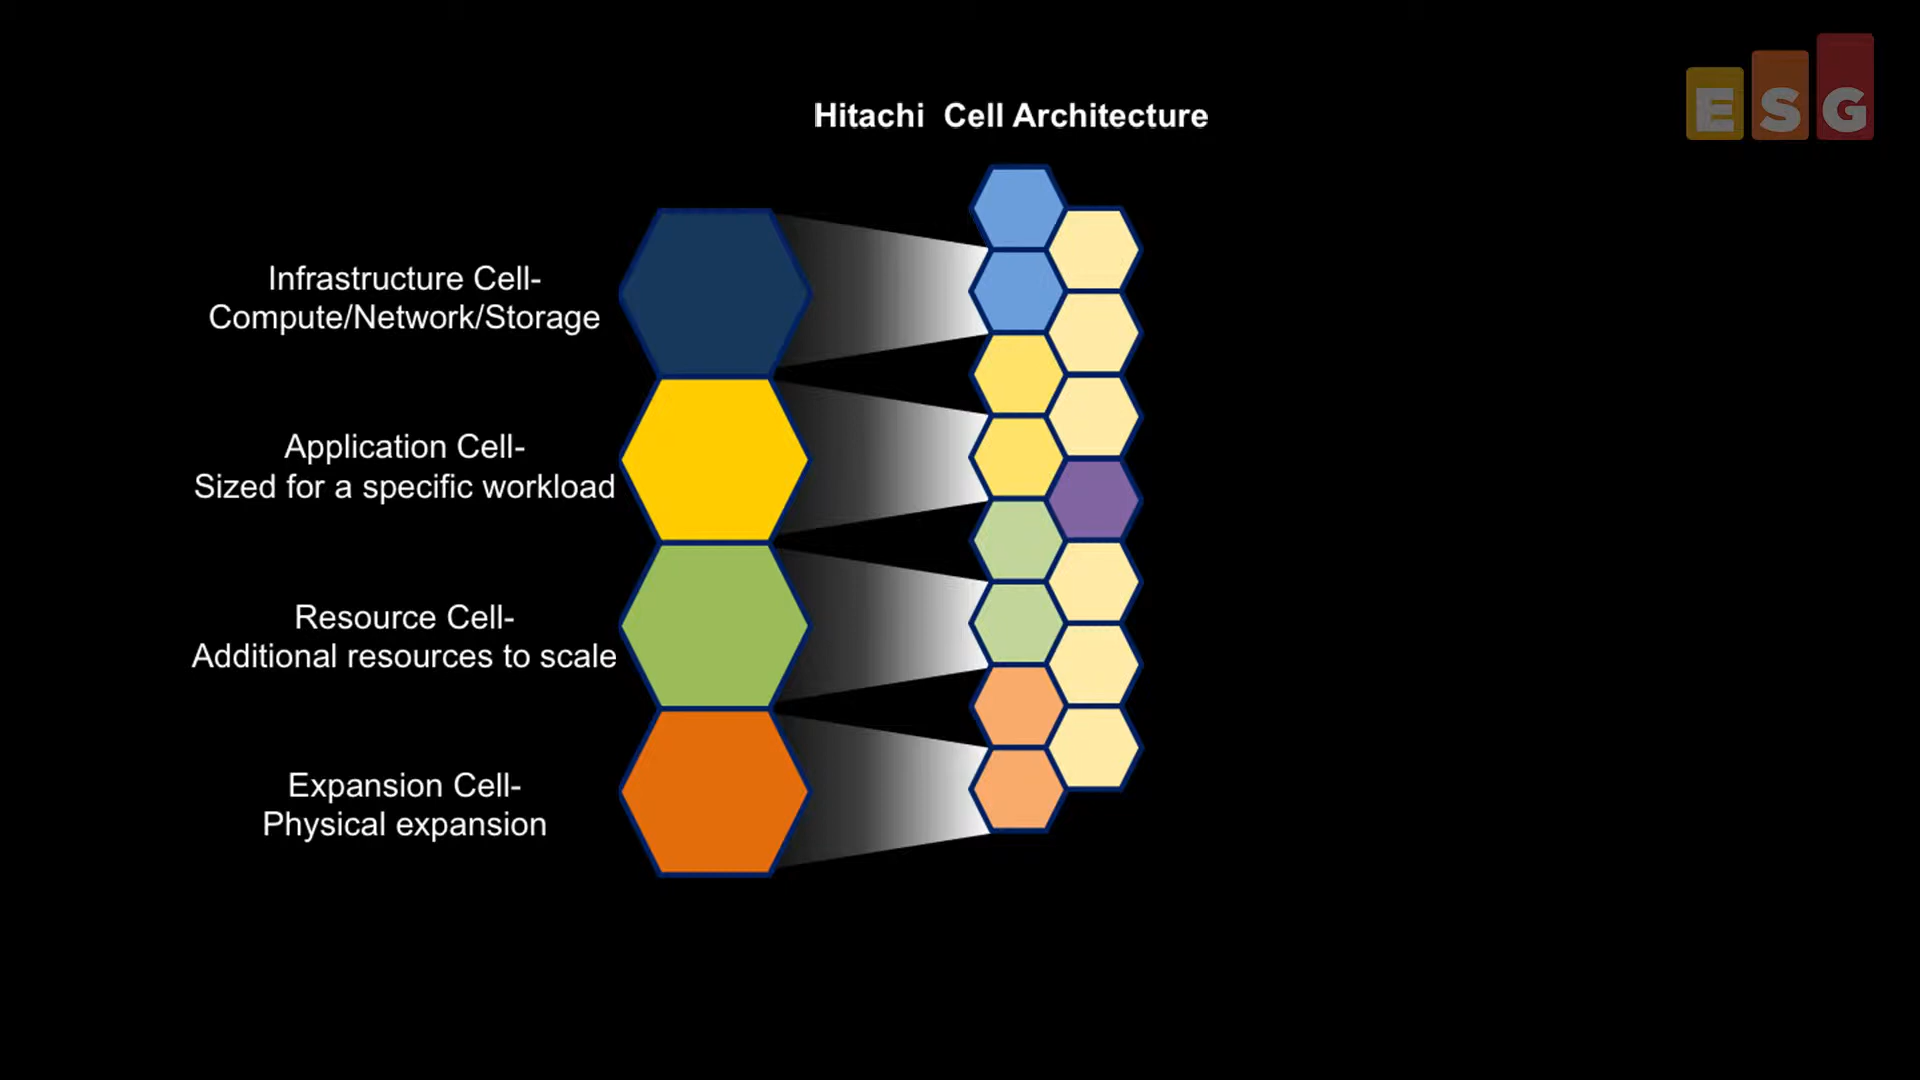 ESG
Hitachi  Cell Architecture
Infrastructure Cell-
Compute/Network/Storage
Application Cell-
Sized for a specific workload
Resource Cell-
Additional resources to scale
Expansion Cell-
Physical expansion